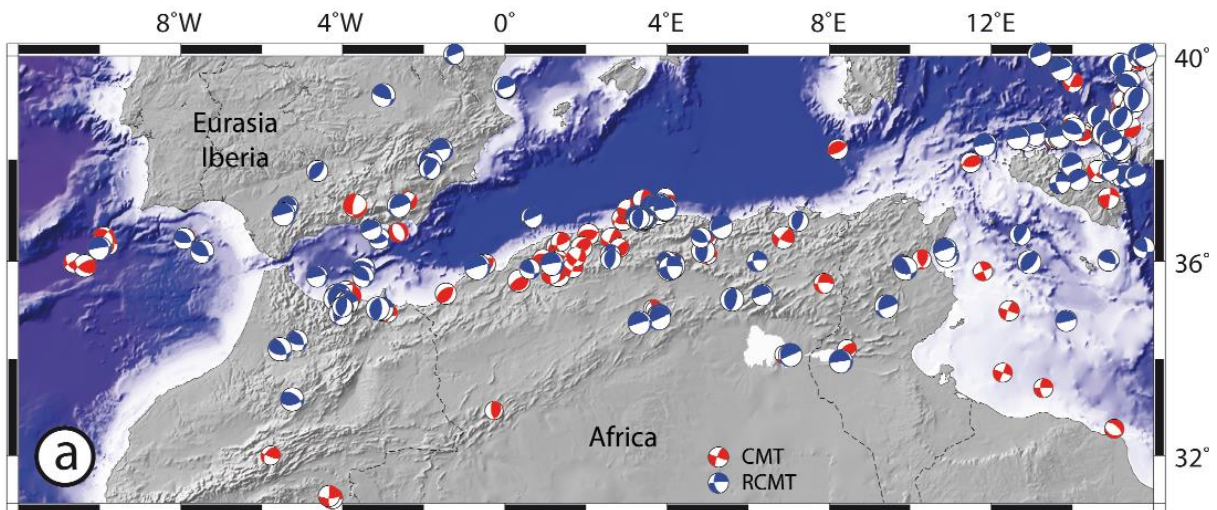 8˚W 4˚W 0˚ 4˚E 8˚E 12˚E
40˚
Eurasia
Iberia
36˚
Africa
a
CMT
RCMT
32˚